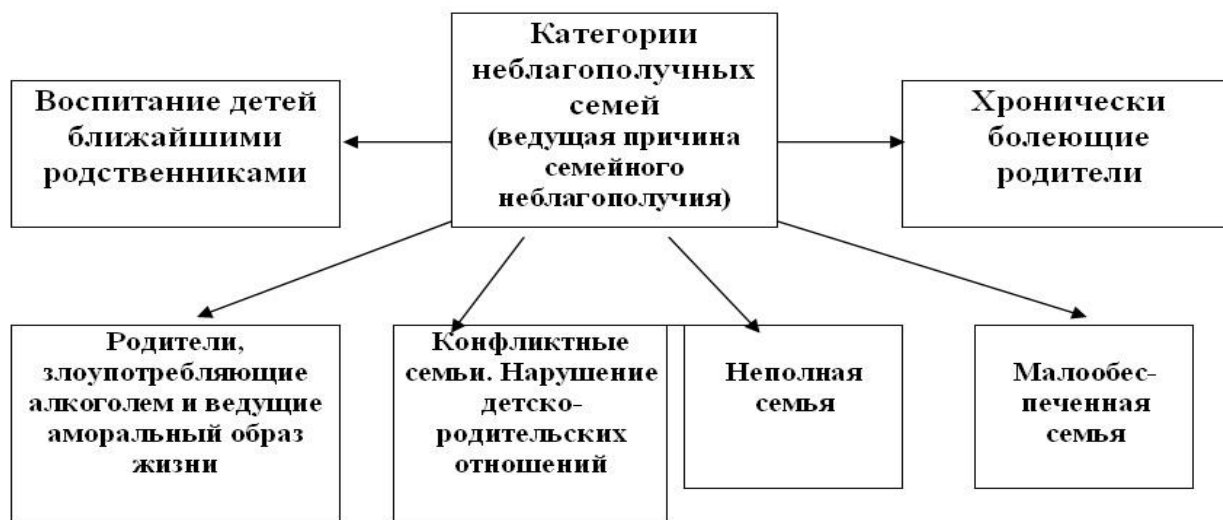 Категории
неблагополучных
семей
(ведущая причина
семейного
неблагополучия)
Воспитание детей
ближайшими
родственниками
Хронически
болеющие
родители
Родители,
злоупотребляющие
алкоголем и ведущие
аморальный образ
жизни
Конфликтные
семьи. Нарушение
детско-
родительских
отношений
Неполная
семья
Малообес-
печенная
семья